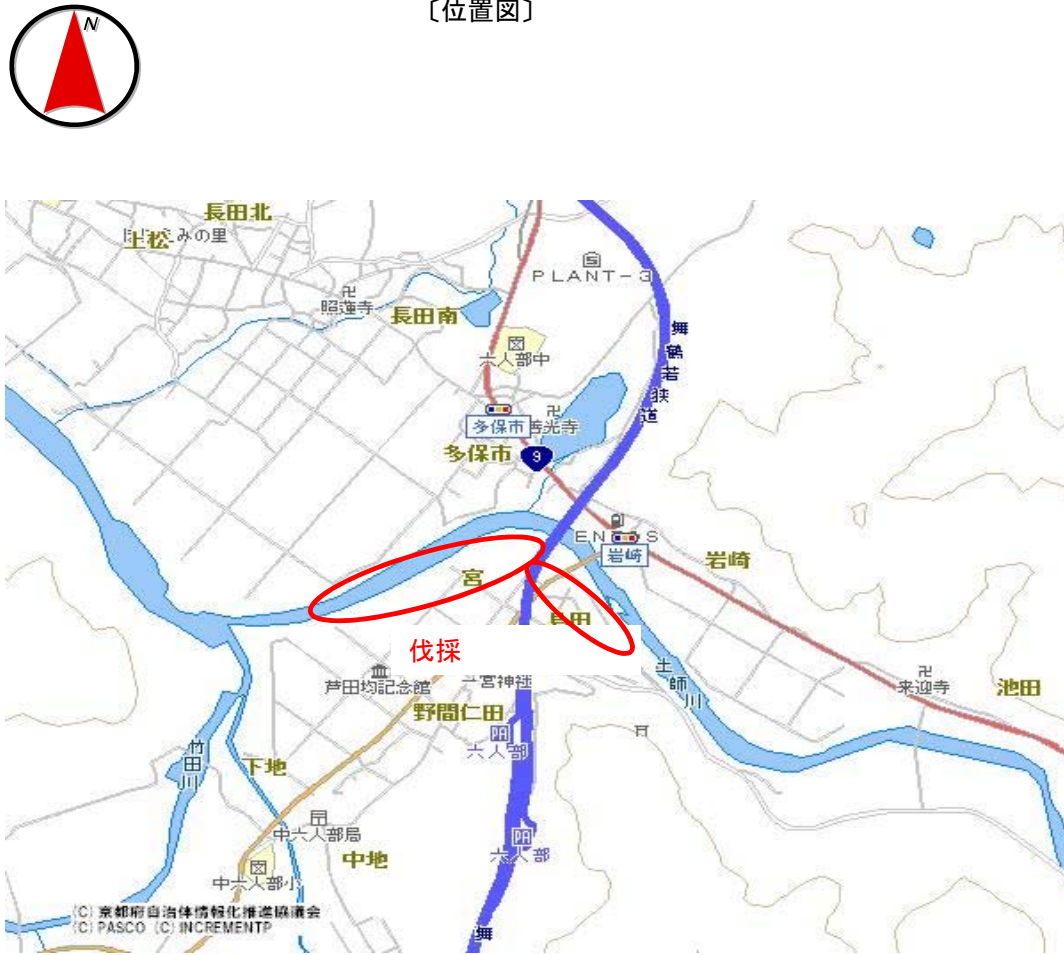 〔位置図〕
N
長田北
土松
みの里
PLANT-3
照蓮寺
長田南
六人部中
舞鶴若狭道
多保市
善光寺
多保市
9
ENEOS
岩崎
岩崎
宮
伐採
土師川
芦田均記念館
一宮神社
来迎寺
池田
野間仁田
PA
六人部
竹田川
下地
PA
六人部
中六人部局
中地
中六人部小
(C) 京都府自治体情報化推進協議会
(C) PASCO (C) INCREMENTP
舞